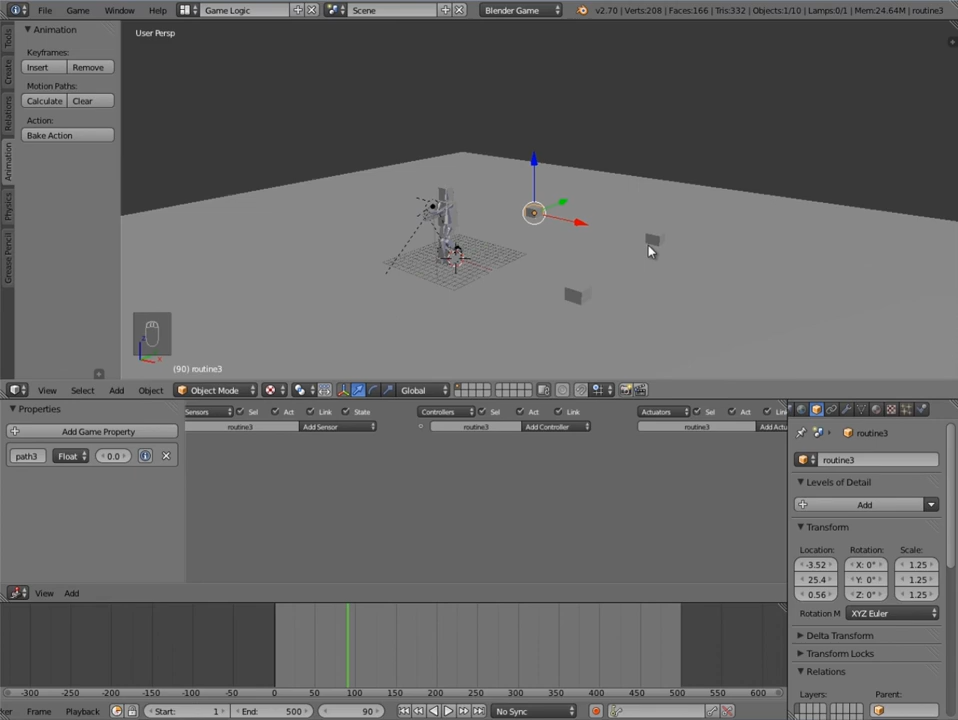 File Game Window Help Game Logic Scene Blender Game v2.70 | Verts:208 | Faces:166 | Tris:332 | Objects:1/10 | Lamps:0/1 | Mem:24.64M | routine3
Tools
Create
Relations
Animation
Physics
Grease Pencil
Animation
Keyframes:
Insert Remove
Motion Paths:
Calculate Clear
Action:
Bake Action
User Persp
(90) routine3
View Select Add Object Object Mode Global
Properties
Add Game Property
path3 Float 0.0
Sensors Sel Act Link State Controllers Sel Act Link Actuators Sel Act
routine3 Add Sensor routine3 Add Controller routine3
routine3
routine3
Levels of Detail
Add
Transform
Location: Rotation: Scale:
-3.52 X: 0° 1.25
25.4 Y: 0° 1.25
0.56 Z: 0° 1.25
Rotation M XYZ Euler
Delta Transform
Transform Locks
Relations
Layers: Parent:
View Add
-300 -250 -200 -150 -100 -50 0 50 100 150 200 250 300 350 400 450 500 550 600
Frame Playback Start: 1 End: 500 90 No Sync